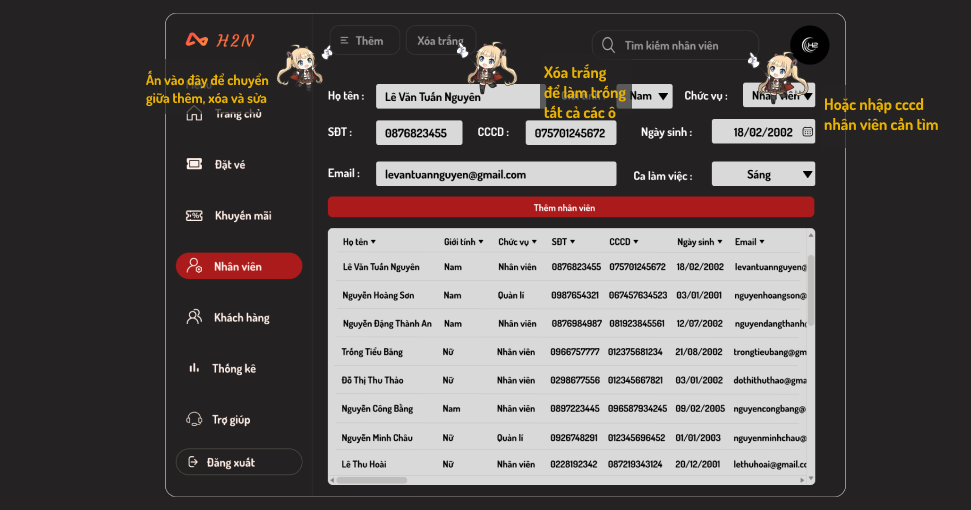 H2N
Thêm
Xóa trắng
Tìm kiếm nhân viên
Ấn vào đây để chuyển
giữa thêm, xóa và sửa
Xóa trắng
để làm trống
tất cả các ô
Hoặc nhập cccd
nhân viên cần tìm
Trang chủ
Đặt vé
Khuyến mãi
Nhân viên
Khách hàng
Thống kê
Trợ giúp
Đăng xuất
Họ tên : Lê Văn Tuấn Nguyên Nam Chức vụ : Nhân viên
SĐT : 0876823455 CCCD : 075701245672 Ngày sinh : 18/02/2002
Email : levantuannguyen@gmail.com Ca làm việc : Sáng
Thêm nhân viên
Họ tên Giới tính Chức vụ SĐT CCCD Ngày sinh Email
Lê Văn Tuấn Nguyên Nam Nhân viên 0876823455 075701245672 18/02/2002 levantuannguyen@
Nguyễn Hoàng Sơn Nam Quản lí 0987654321 067457634523 03/01/2001 nguyenhoangson@
Nguyễn Đặng Thành An Nam Nhân viên 0876984987 081923845561 12/07/2002 nguyendangthanh
Trống Tiểu Băng Nữ Nhân viên 0966757777 012375681234 21/08/2002 trongtieubang@gm
Đỗ Thị Thu Thảo Nữ Nhân viên 0298677556 012345667821 03/01/2002 dothithuthao@gma
Nguyễn Công Bằng Nam Nhân viên 0897223445 096587934245 09/02/2005 nguyencongbang@
Nguyễn Minh Châu Nữ Quản lí 0926748291 012345696452 01/01/2003 nguyenminhchau@
Lê Thu Hoài Nữ Nhân viên 0228192342 087219343124 20/12/2001 lethuhoai@gmail.cc